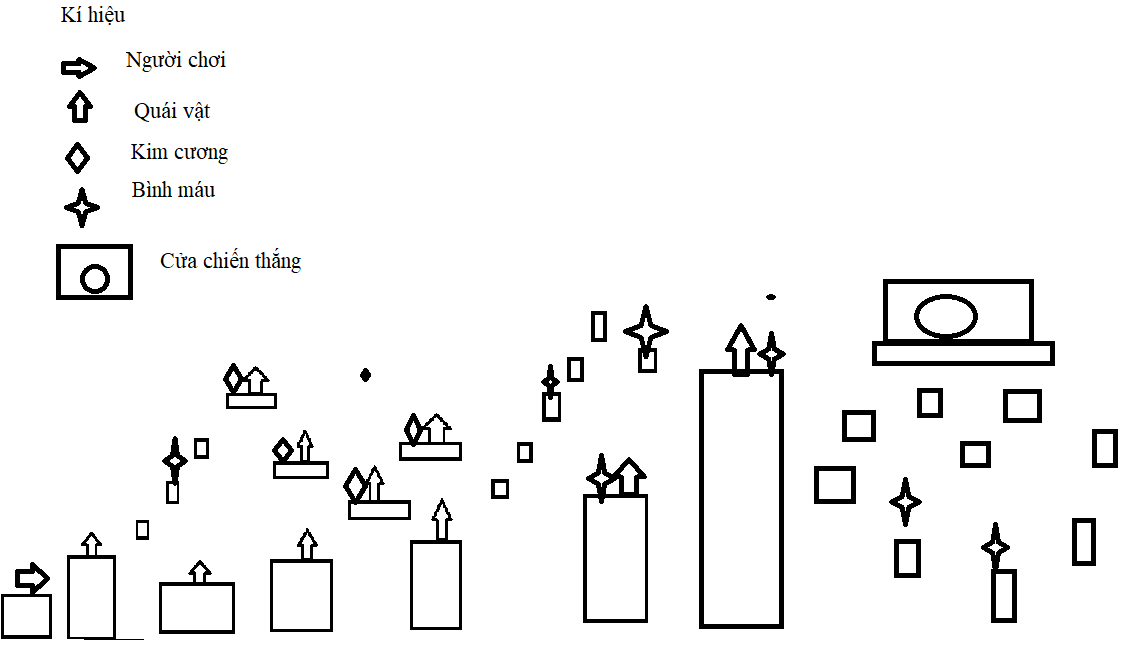 Kí hiệu
Người chơi
Quái vật
Kim cương
Bình máu
Cửa chiến thắng